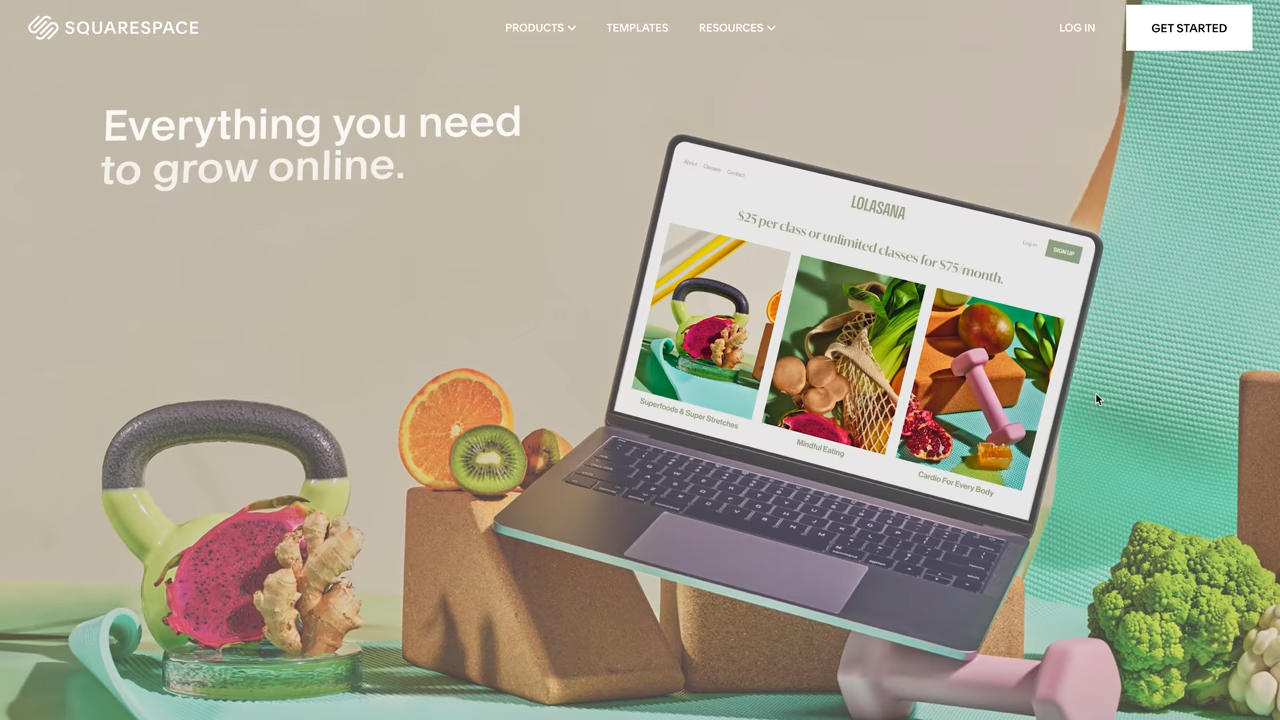 SQUARESPACE
PRODUCTS
TEMPLATES
RESOURCES
LOG IN
GET STARTED
Everything you need
to grow online.
About Classes Contact
LOLASANA
Log in
SIGN UP
$25 per class or unlimited classes for $75/month.
Superfoods & Super Stretches
Mindful Eating
Cardio For Every Body